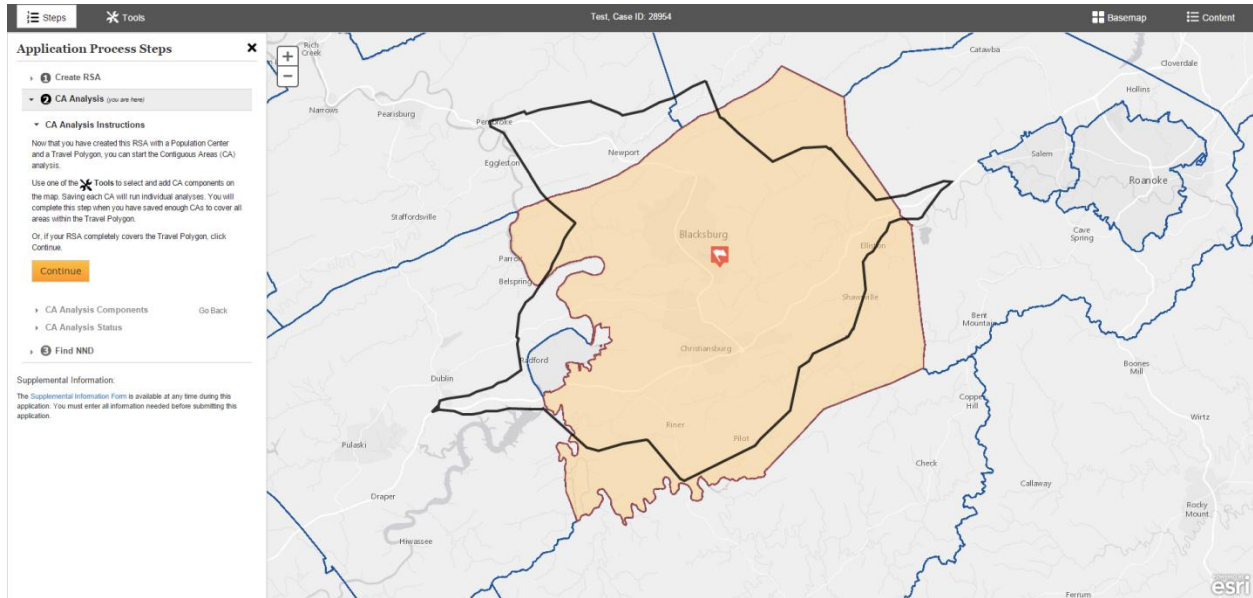 Steps
Tools
Test, Case ID: 28954
Basemap
Content
Application Process Steps
1 Create RSA
2 CA Analysis (you are here)
CA Analysis Instructions
Now that you have created this RSA with a Population Center
and a Travel Polygon, you can start the Contiguous Areas (CA)
analysis.
Use one of the Tools to select and add CA components on
the map. Saving each CA will run individual analyses. You will
complete this step when you have saved enough CAs to cover all
areas within the Travel Polygon.
Or, if your RSA completely covers the Travel Polygon, click
Continue.
Continue
CA Analysis Components
Go Back
CA Analysis Status
3 Find NND
Supplemental Information:
The Supplemental Information Form is available at any time during this
application. You must enter all information needed before submitting this
application.
+
−
Rich
Creek
Narrows
Pearisburg
Pembroke
Eggleston
Newport
Catawba
Cloverdale
Hollins
Salem
Roanoke
Cave
Spring
Staffordsville
Blacksburg
Elliston
Parrott
Belspring
Shawsville
Bent
Mountain
Christiansburg
Radford
Dublin
Boones
Mill
Copper
Hill
Wirtz
Riner
Pilot
Pulaski
Check
Callaway
Draper
Rocky
Mount
Hiwassee
Ferrum
esri